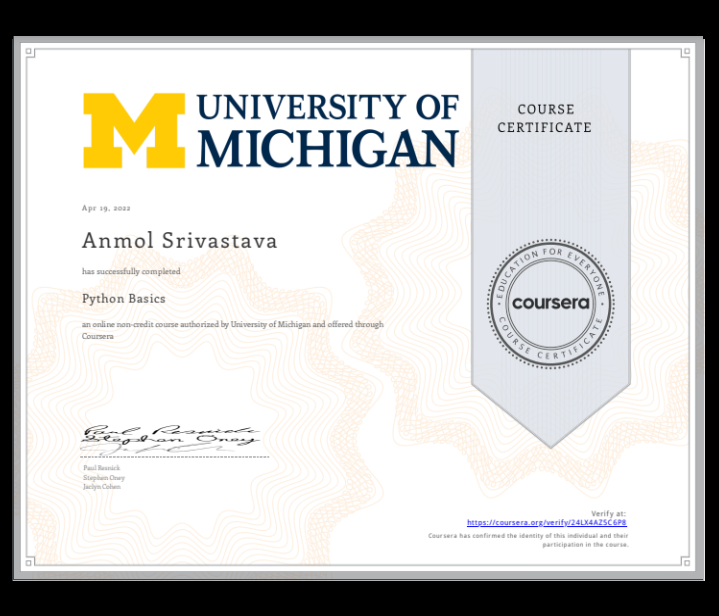 M UNIVERSITY OF
MICHIGAN
COURSE
CERTIFICATE
Apr 19, 2022
Anmol Srivastava
has successfully completed
Python Basics
an online non-credit course authorized by University of Michigan and offered through
Coursera
EDUCATION FOR EVERYONE
coursera
COURSE CERTIFICATE
Paul Resnick
Stephen Oney
Paul Resnick
Stephen Oney
Jaclyn Cohen
Verify at:
https://coursera.org/verify/24LX4AZ5C6P8
Coursera has confirmed the identity of this individual and their
participation in the course.